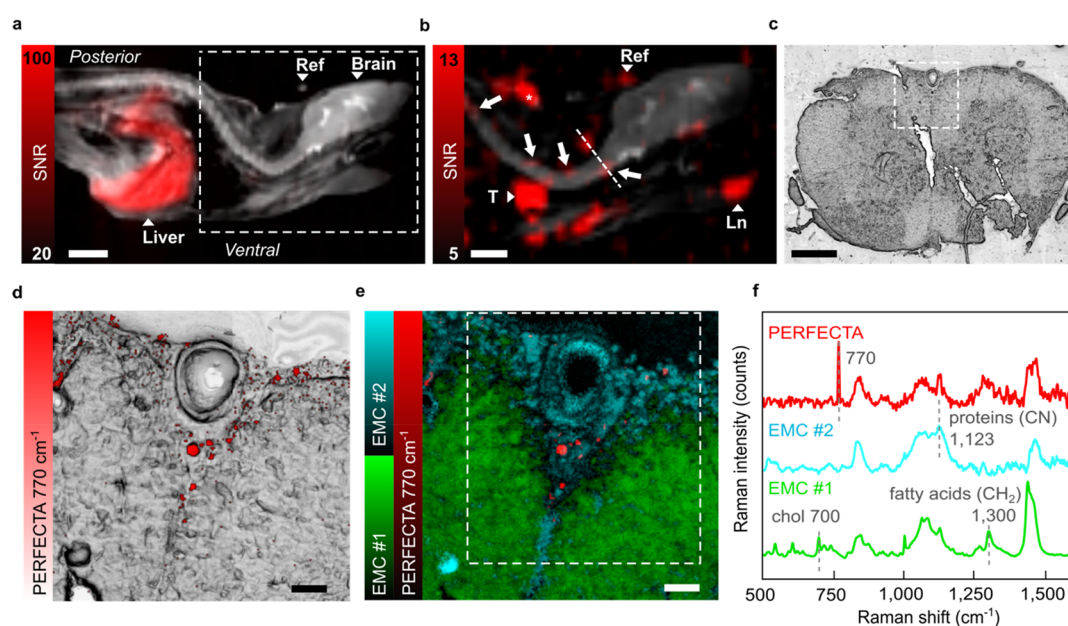 a
b
c
100
SNR
20
Posterior
Ref
Brain
Liver
Ventral
13
SNR
5
Ref
*
T
Ln
d
e
f
PERFECTA 770 cm⁻¹
EMC #2
EMC #1
PERFECTA 770 cm⁻¹
Raman intensity (counts)
PERFECTA
770
proteins (CN)
1,123
EMC #2
EMC #1
fatty acids (CH₂)
1,300
chol 700
500
750
1,000
1,250
1,500
Raman shift (cm⁻¹)